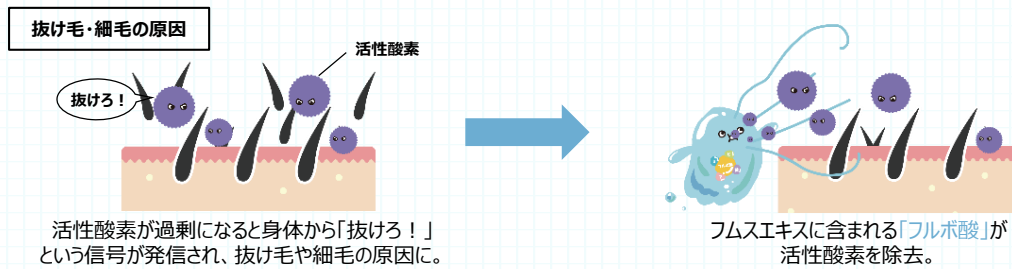 抜け毛・細毛の原因
活性酸素
抜けろ！
活性酸素が過剰になると身体から「抜けろ！」
という信号が発信され、抜け毛や細毛の原因に。
フムスエキスに含まれる「フルボ酸」が
活性酸素を除去。